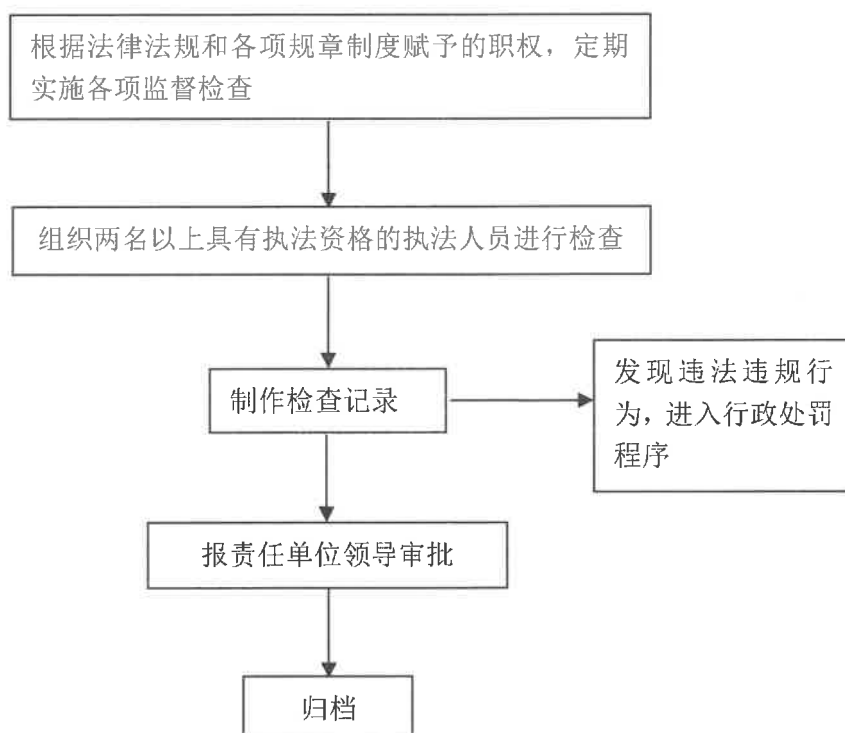 根据法律法规和各项规章制度赋予的职权，定期
实施各项监督检查
组织两名以上具有执法资格的执法人员进行检查
制作检查记录
发现违法违规行
为，进入行政处罚
程序
报责任单位领导审批
归档